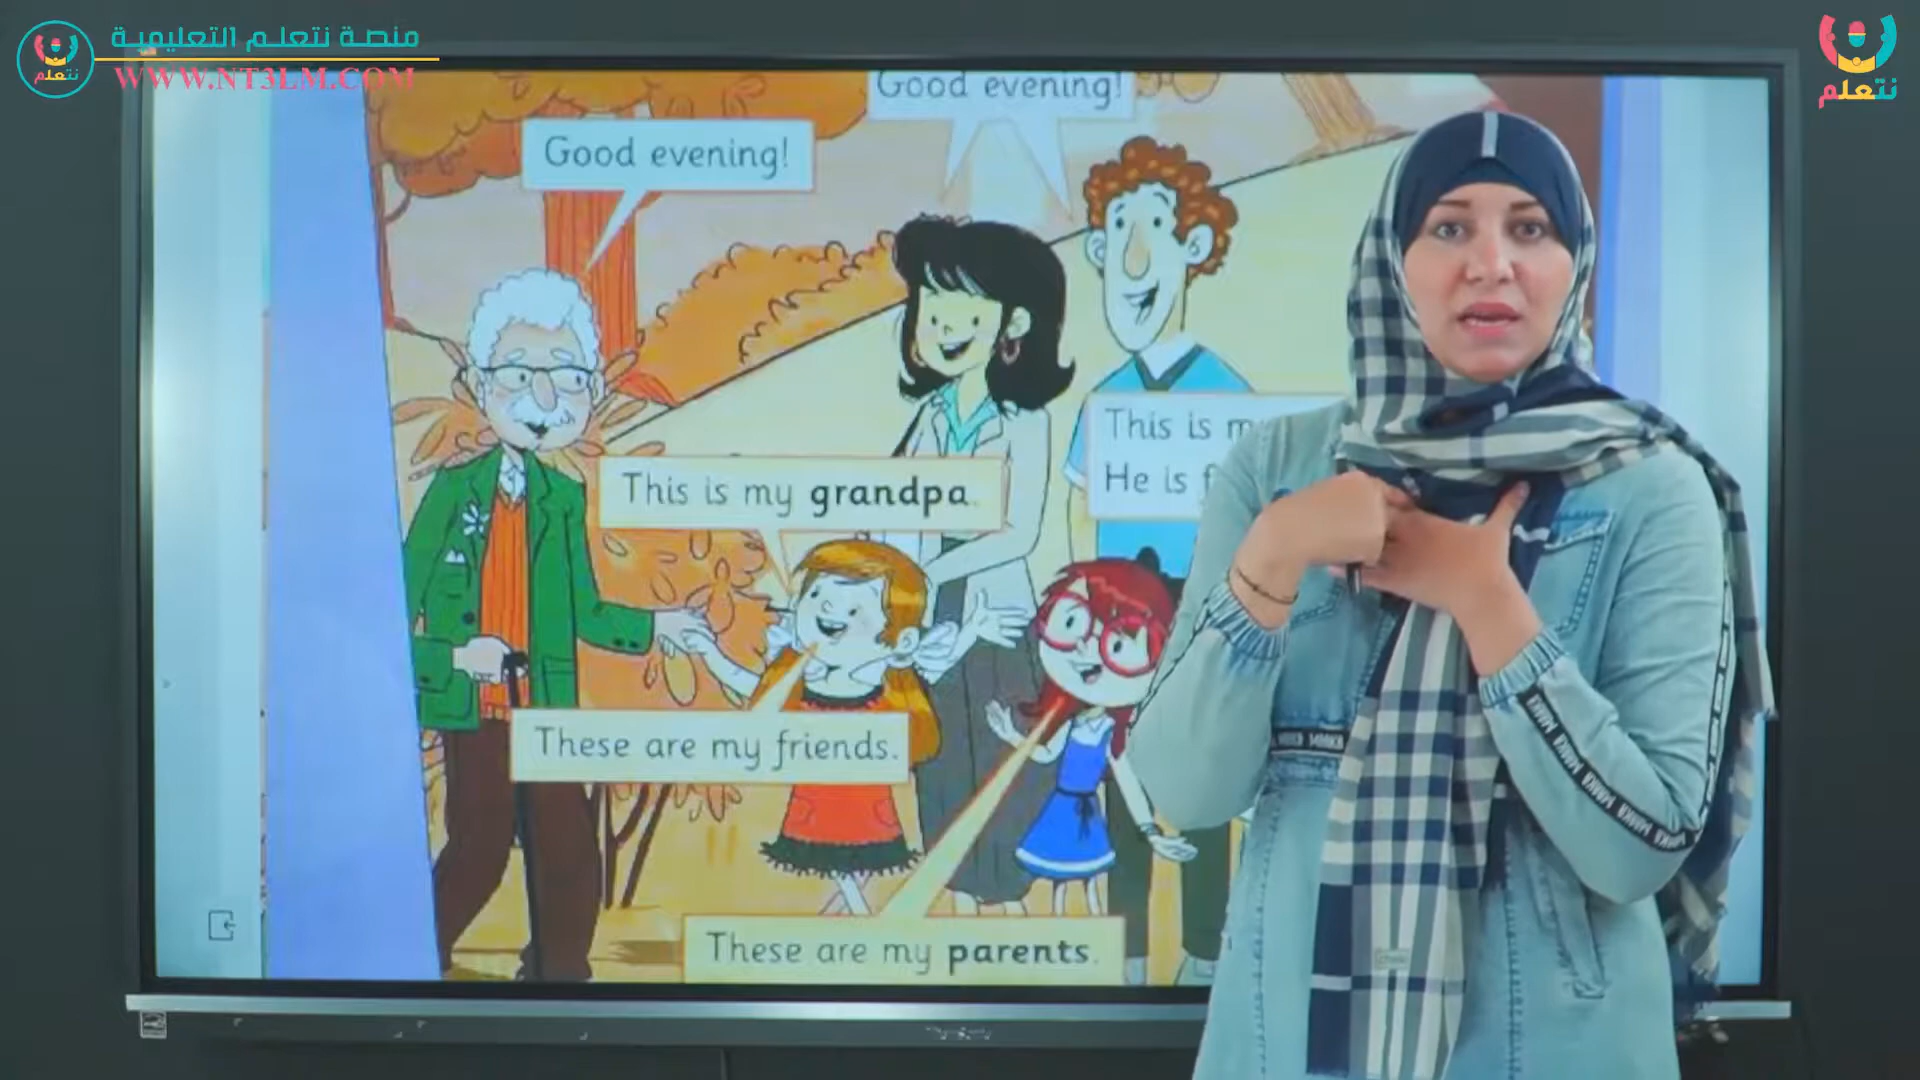 منصة نتعلم التعليمية
WWW.NT3LM.COM
نتعلم
نتعلم
Good evening!
Good evening!
This is
He is
This is my grandpa.
These are my friends.
These are my parents.